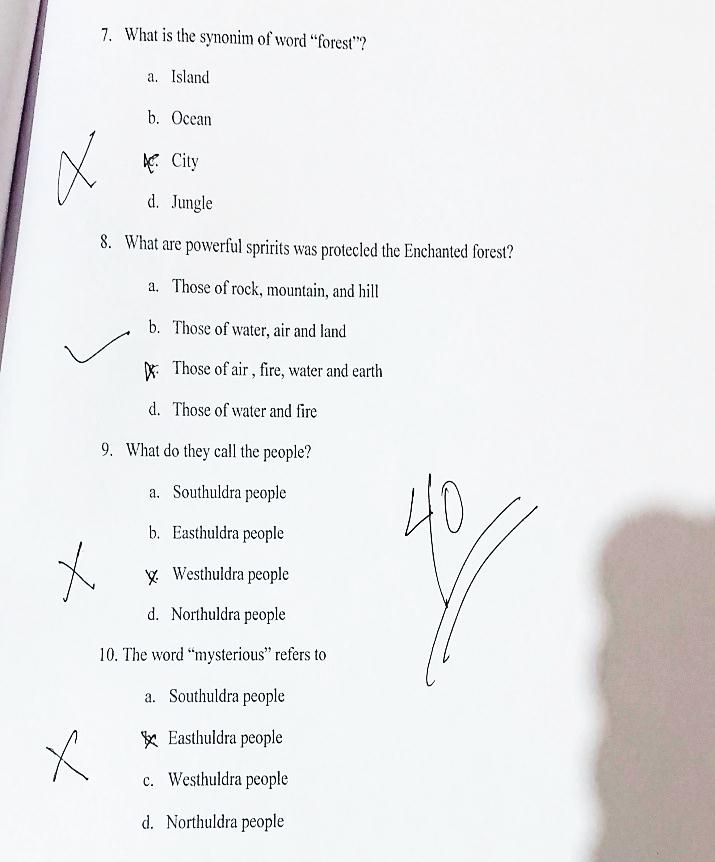 7. What is the synonim of word "forest"?
a. Island
b. Ocean
c. City
d. Jungle
8. What are powerful spririts was protecled the Enchanted forest?
a. Those of rock, mountain, and hill
b. Those of water, air and land
c. Those of air , fire, water and earth
d. Those of water and fire
9. What do they call the people?
a. Southuldra people
b. Easthuldra people
c. Westhuldra people
d. Northuldra people
40
10. The word "mysterious" refers to
a. Southuldra people
b. Easthuldra people
c. Westhuldra people
d. Northuldra people